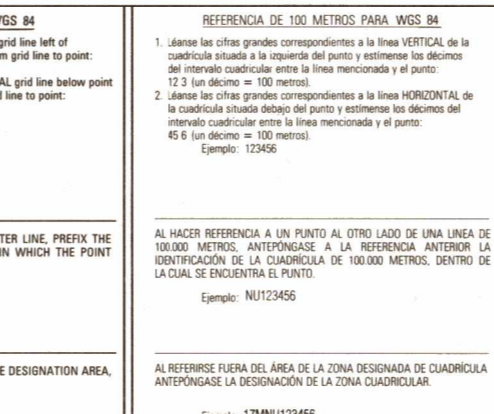 WGS 84
grid line left of
m grid line to point:
AL grid line below point
d line to point:
TER LINE, PREFIX THE
IN WHICH THE POINT
E DESIGNATION AREA,
REFERENCIA DE 100 METROS PARA WGS 84
1. Léanse las cifras grandes correspondientes a la línea VERTICAL de la
cuadrícula situada a la izquierda del punto y estímense los décimos
del intervalo cuadricular entre la línea mencionada y el punto:
12 3 (un décimo = 100 metros).
2. Léanse las cifras grandes correspondientes a la línea HORIZONTAL de
la cuadrícula situada debajo del punto y estímense los décimos del
intervalo cuadricular entre la línea mencionada y el punto:
45 6 (un décimo = 100 metros).
Ejemplo: 123456
AL HACER REFERENCIA A UN PUNTO AL OTRO LADO DE UNA LINEA DE
100.000 METROS, ANTEPÓNGASE A LA REFERENCIA ANTERIOR LA
IDENTIFICACIÓN DE LA CUADRÍCULA DE 100.000 METROS, DENTRO DE
LA CUAL SE ENCUENTRA EL PUNTO.
Ejemplo: NU123456
AL REFERIRSE FUERA DEL ÁREA DE LA ZONA DESIGNADA DE CUADRÍCULA
ANTEPÓNGASE LA DESIGNACIÓN DE LA ZONA CUADRICULAR.
Ejemplo: 17MNU123456